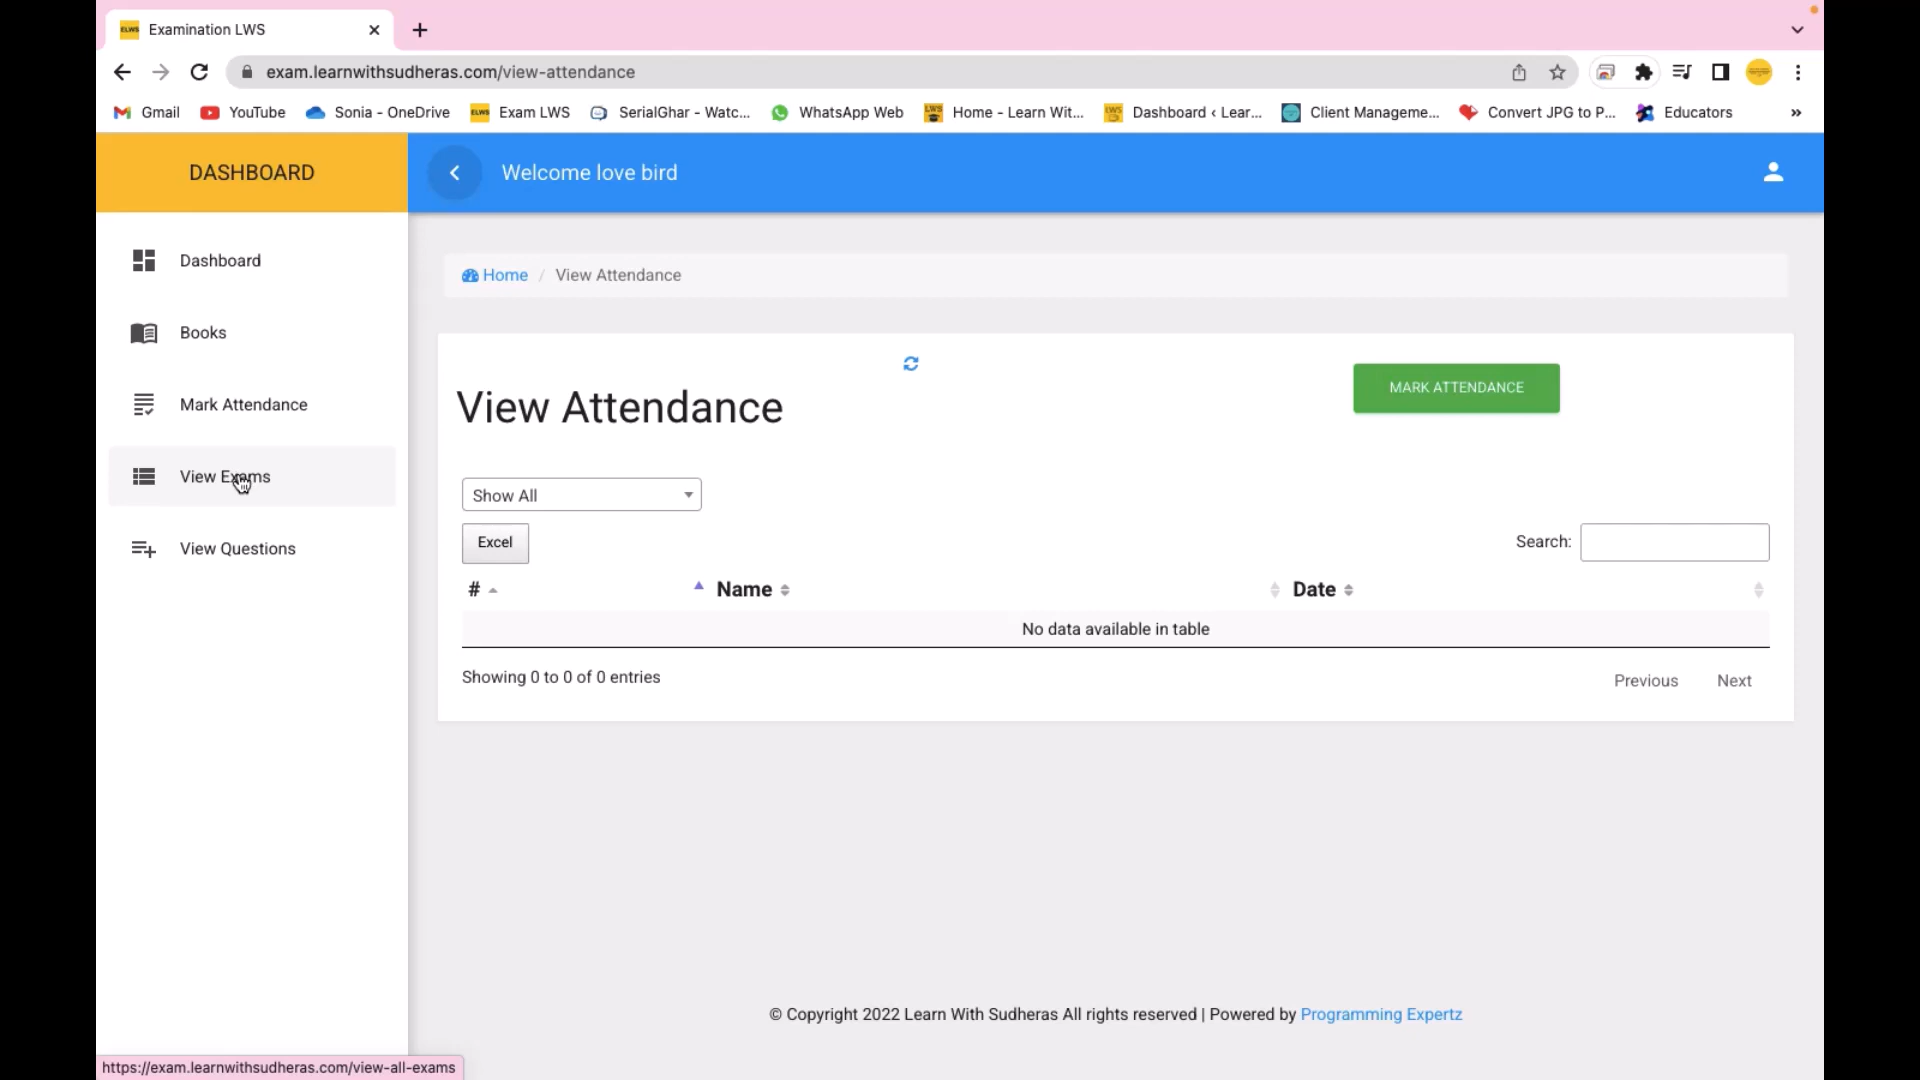 ELWS Examination LWS
exam.learnwithsudheras.com/view-attendance
Gmail YouTube Sonia - OneDrive ELWS Exam LWS SerialGhar - Watc... WhatsApp Web Home - Learn Wit... Dashboard ‹ Lear... Client Manageme... Convert JPG to P... Educators »
DASHBOARD
Welcome love bird
Dashboard
Books
Mark Attendance
View Exams
View Questions
Home / View Attendance
View Attendance
MARK ATTENDANCE
Show All
Excel
Search:
# Name Date
No data available in table
Showing 0 to 0 of 0 entries
Previous Next
© Copyright 2022 Learn With Sudheras All rights reserved | Powered by Programming Expertz
https://exam.learnwithsudheras.com/view-all-exams